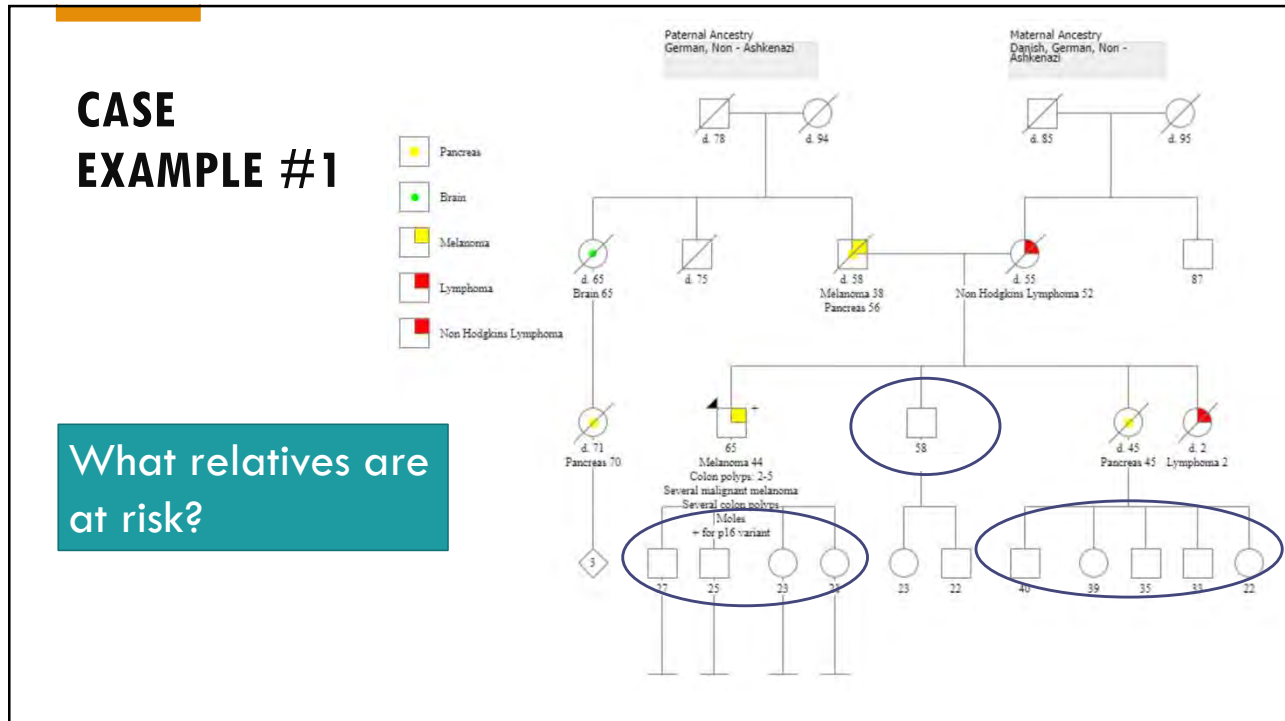 CASE
EXAMPLE #1
What relatives are
at risk?
Pancreas
Brain
Melanoma
Lymphoma
Non Hodgkins Lymphoma
Paternal Ancestry
German, Non - Ashkenazi
Maternal Ancestry
Danish, German, Non -
Ashkenazi
d. 78
d. 94
d. 85
d. 95
d. 65
Brain 65
d. 75
d. 58
Melanoma 38
Pancreas 56
d. 55
Non Hodgkins Lymphoma 52
87
d. 71
Pancreas 70
+
65
Melanoma 44
Colon polyps: 2-5
Several malignant melanoma
Several colon polyps
Moles
+ for p16 variant
58
d. 45
Pancreas 45
d. 2
Lymphoma 2
3
25
23
23
22
40
39
35
33
22